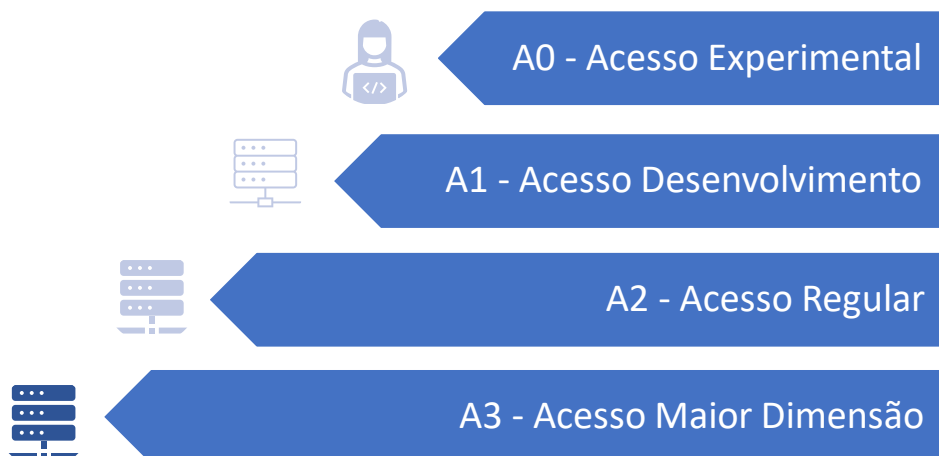 A0 - Acesso Experimental
</>
A1 - Acesso Desenvolvimento
A2 - Acesso Regular
A3 - Acesso Maior Dimensão